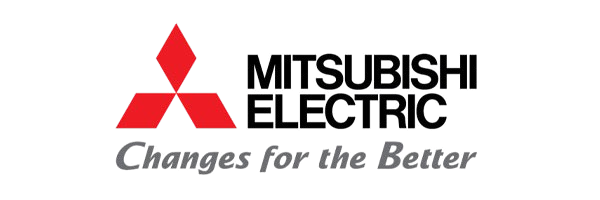 MITSUBISHI
ELECTRIC
Changes for the Better